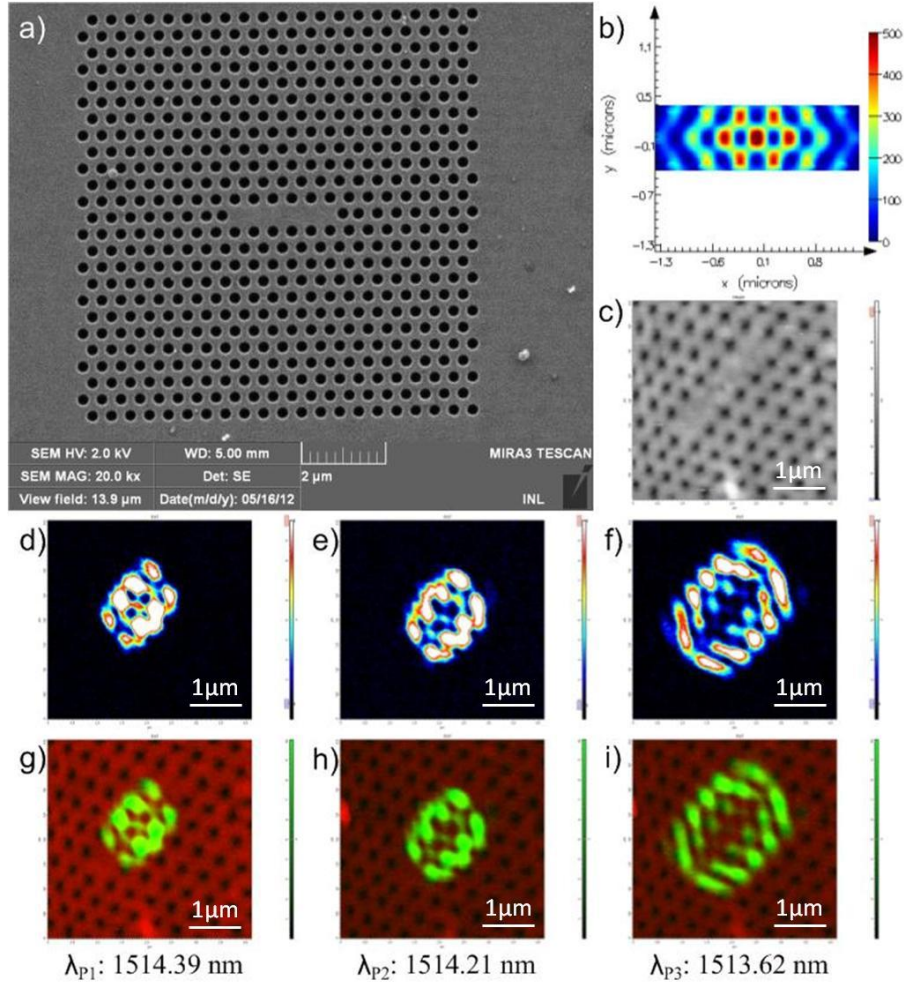 a)
SEM HV: 2.0 kV
WD: 5.00 mm
MIRA3 TESCAN
SEM MAG: 20.0 kx
Det: SE
2 μm
View field: 13.9 μm
Date(m/d/y): 05/16/12
INL
b)
1.1
0.5
-0.1
-0.7
-1.3
y (microns)
-1.3
-0.6
0.1
0.8
x (microns)
500
400
300
200
100
0
c)
1μm
d)
1μm
e)
1μm
f)
1μm
g)
1μm
h)
1μm
i)
1μm
λP1: 1514.39 nm
λP2: 1514.21 nm
λP3: 1513.62 nm